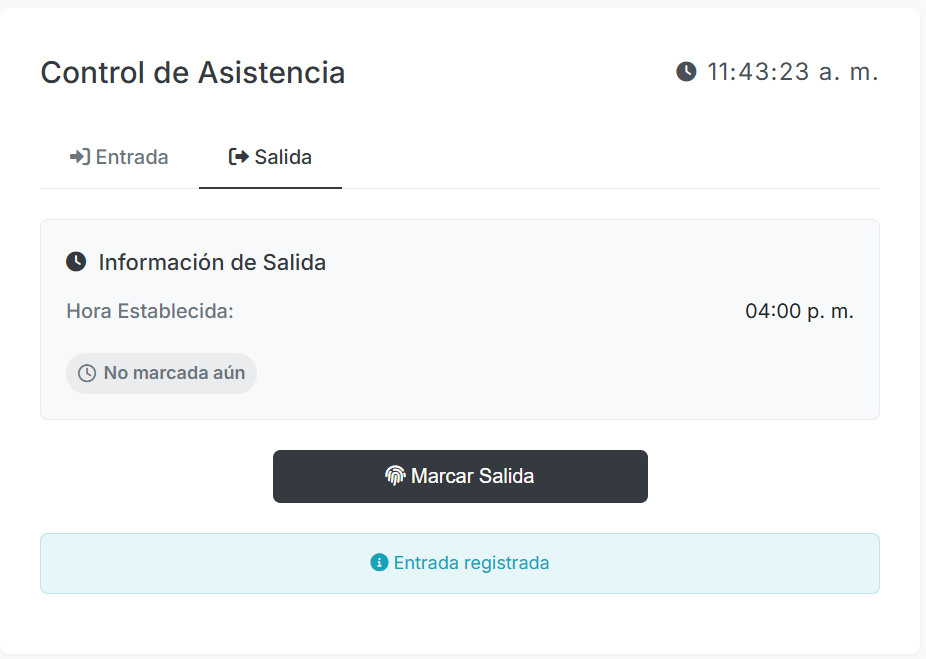 Control de Asistencia
11:43:23 a. m.
Entrada
Salida
Información de Salida
Hora Establecida:
04:00 p. m.
No marcada aún
Marcar Salida
Entrada registrada